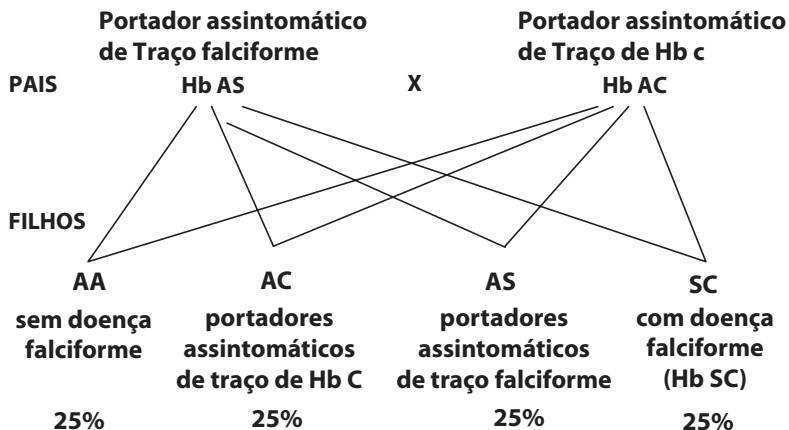 Portador assintomático
de Traço falciforme
Portador assintomático
de Traço de Hb c
PAIS
Hb AS
X
Hb AC
FILHOS
AA
sem doença
falciforme
25%
AC
portadores
assintomáticos
de traço de Hb C
25%
AS
portadores
assintomáticos
de traço falciforme
25%
SC
com doença
falciforme
(Hb SC)
25%